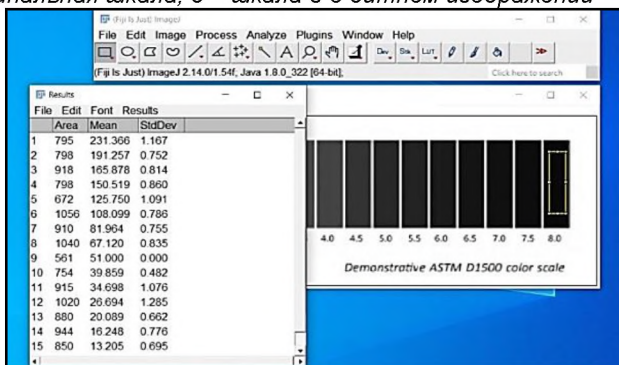 шкала, 8-битном изображении
(Fiji Is Just) ImageJ
File Edit Image Process Analyze Plugins Window Help
Dev. Stk LUT
(Fiji Is Just) ImageJ 2.14.0/1.54f; Java 1.8.0_322 [64-bit];
Click here to search
Results
File Edit Font Results
Area Mean StdDev
1 795 231.366 1.167
2 798 191.257 0.752
3 918 165.878 0.814
4 798 150.519 0.860
5 672 125.750 1.091
6 1056 108.099 0.786
7 910 81.964 0.755
8 1040 67.120 0.835
9 561 51.000 0.000
10 754 39.859 0.482
11 915 34.698 1.076
12 1020 26.694 1.285
13 880 20.089 0.662
14 944 16.248 0.776
15 850 13.205 0.695
4.0 4.5 5.0 5.5 6.0 6.5 7.0 7.5 8.0
Demonstrative ASTM D1500 color scale